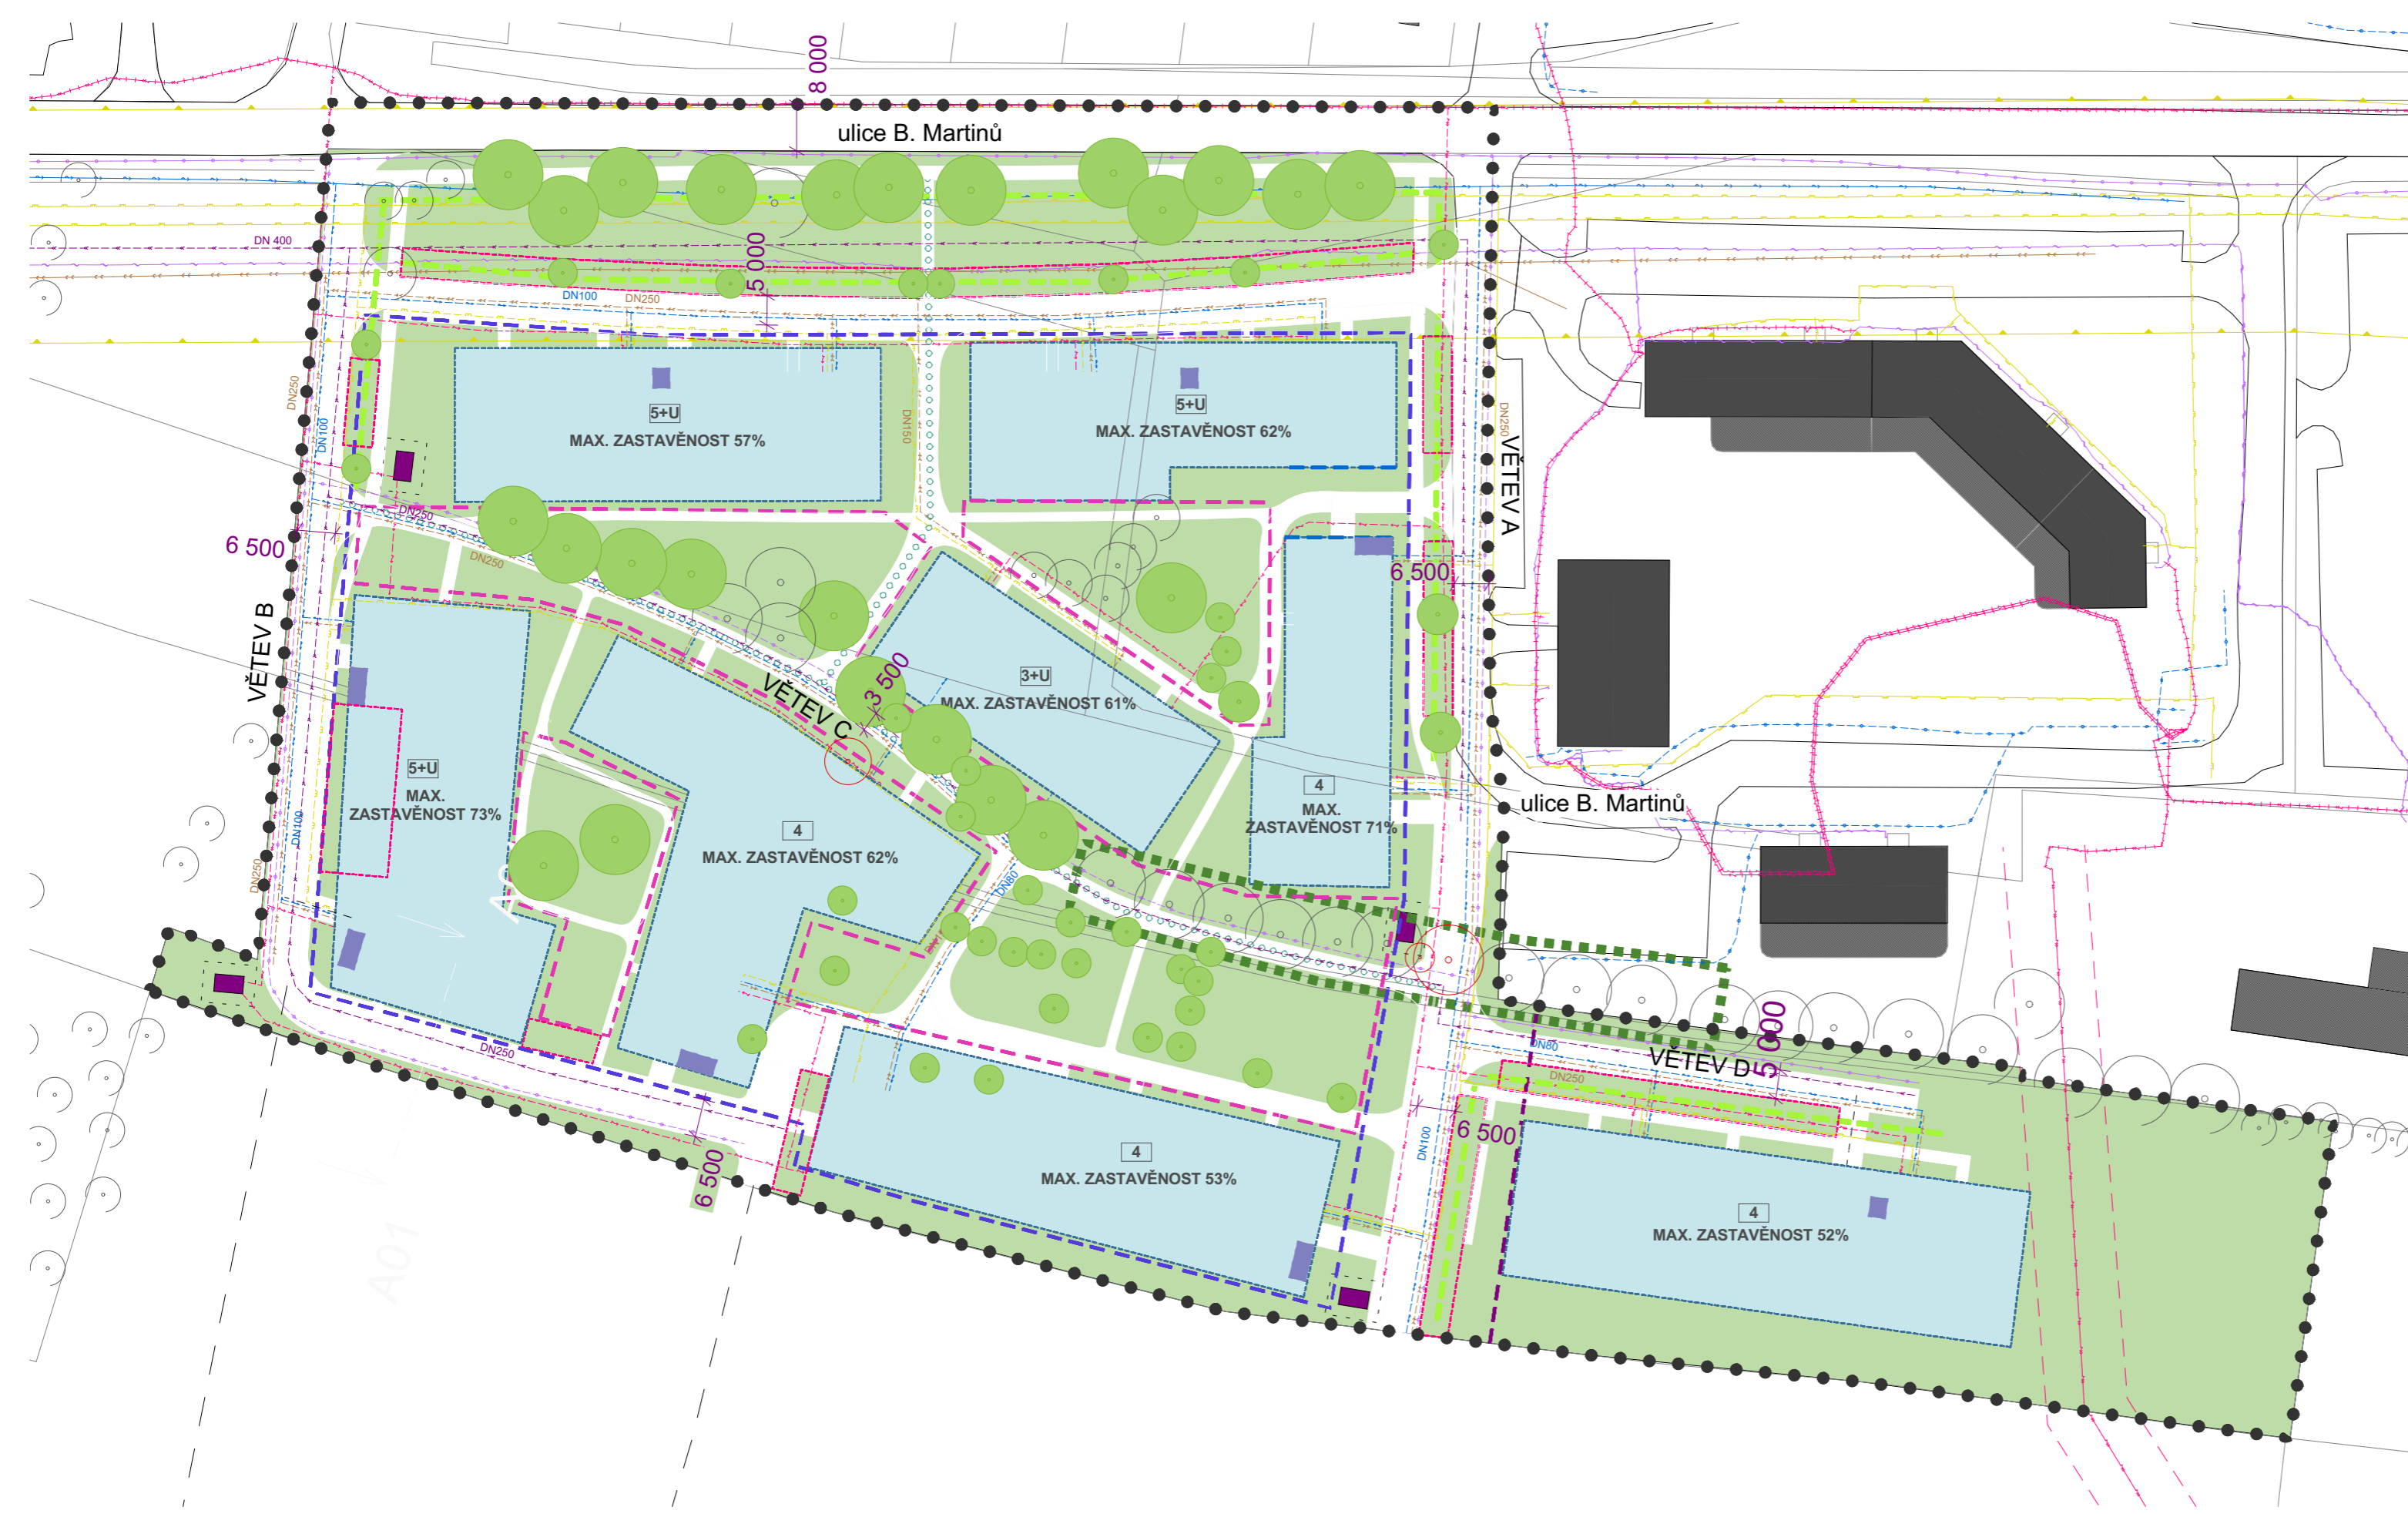 8 000
ulice B. Martinů
DN 400
5 000
DN100
DN250
DN250
DN100
5+U
MAX. ZASTAVĚNOST 57%
DN150
5+U
MAX. ZASTAVĚNOST 62%
DN250
VĚTEV A
DN250
6 500
DN250
6 500
VĚTEV B
VĚTEV C
3 500
3+U
MAX. ZASTAVĚNOST 61%
5+U
MAX.
ZASTAVĚNOST 73%
4
MAX. ZASTAVĚNOST 62%
4
MAX.
ZASTAVĚNOST 71%
ulice B. Martinů
DN100
DN250
DN80
DN250
5 000
DN80
VĚTEV D
DN250
6 500
6 500
DN100
4
MAX. ZASTAVĚNOST 53%
4
MAX. ZASTAVĚNOST 52%
A01